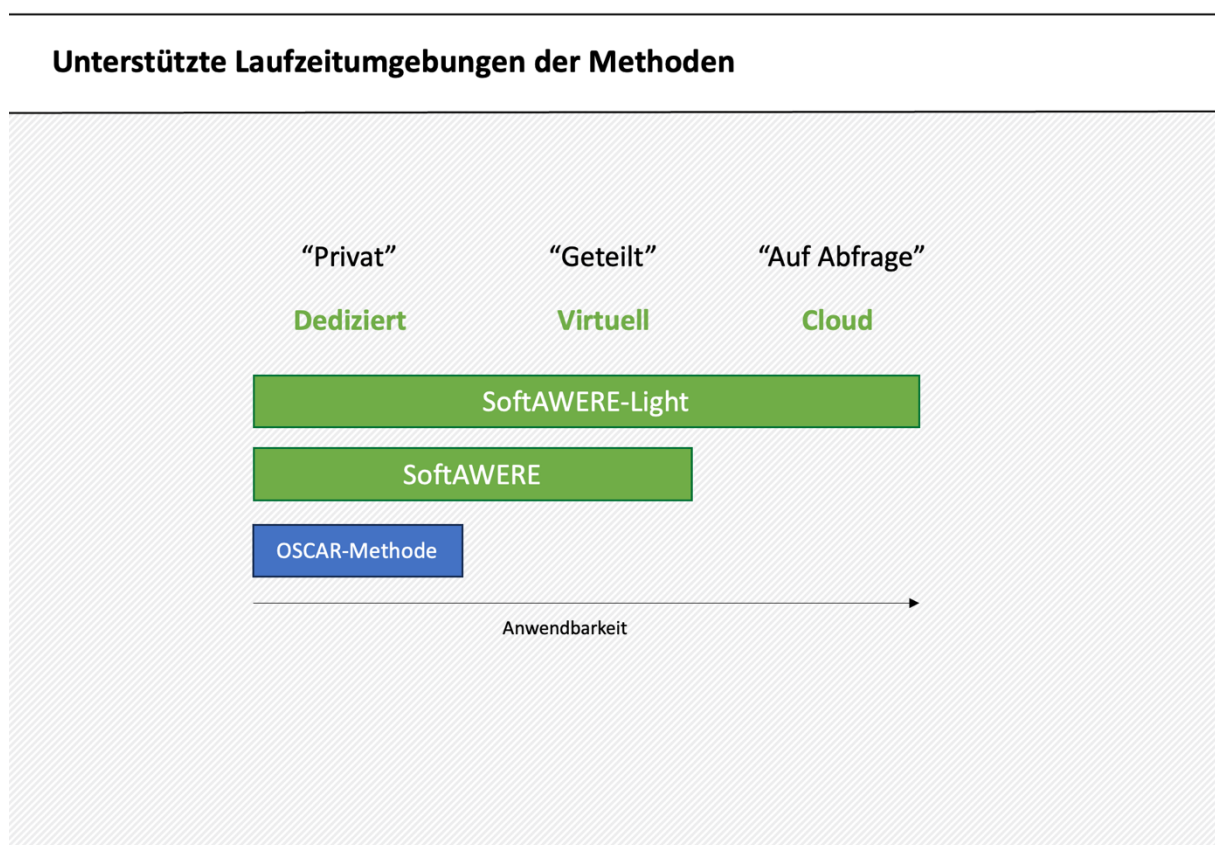 Unterstützte Laufzeitumgebungen der Methoden
“Privat” “Geteilt” “Auf Abfrage”
Dediziert Virtuell Cloud
SoftAWERE-Light
SoftAWERE
OSCAR-Methode
Anwendbarkeit